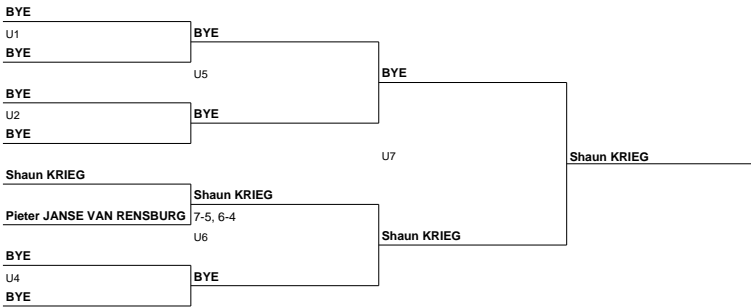 BYE
U1
BYE
BYE
U5
BYE
BYE
U2
BYE
BYE
U7
Shaun KRIEG
Shaun KRIEG
Shaun KRIEG
Pieter JANSE VAN RENSBURG
7-5, 6-4
U6
Shaun KRIEG
BYE
U4
BYE
BYE